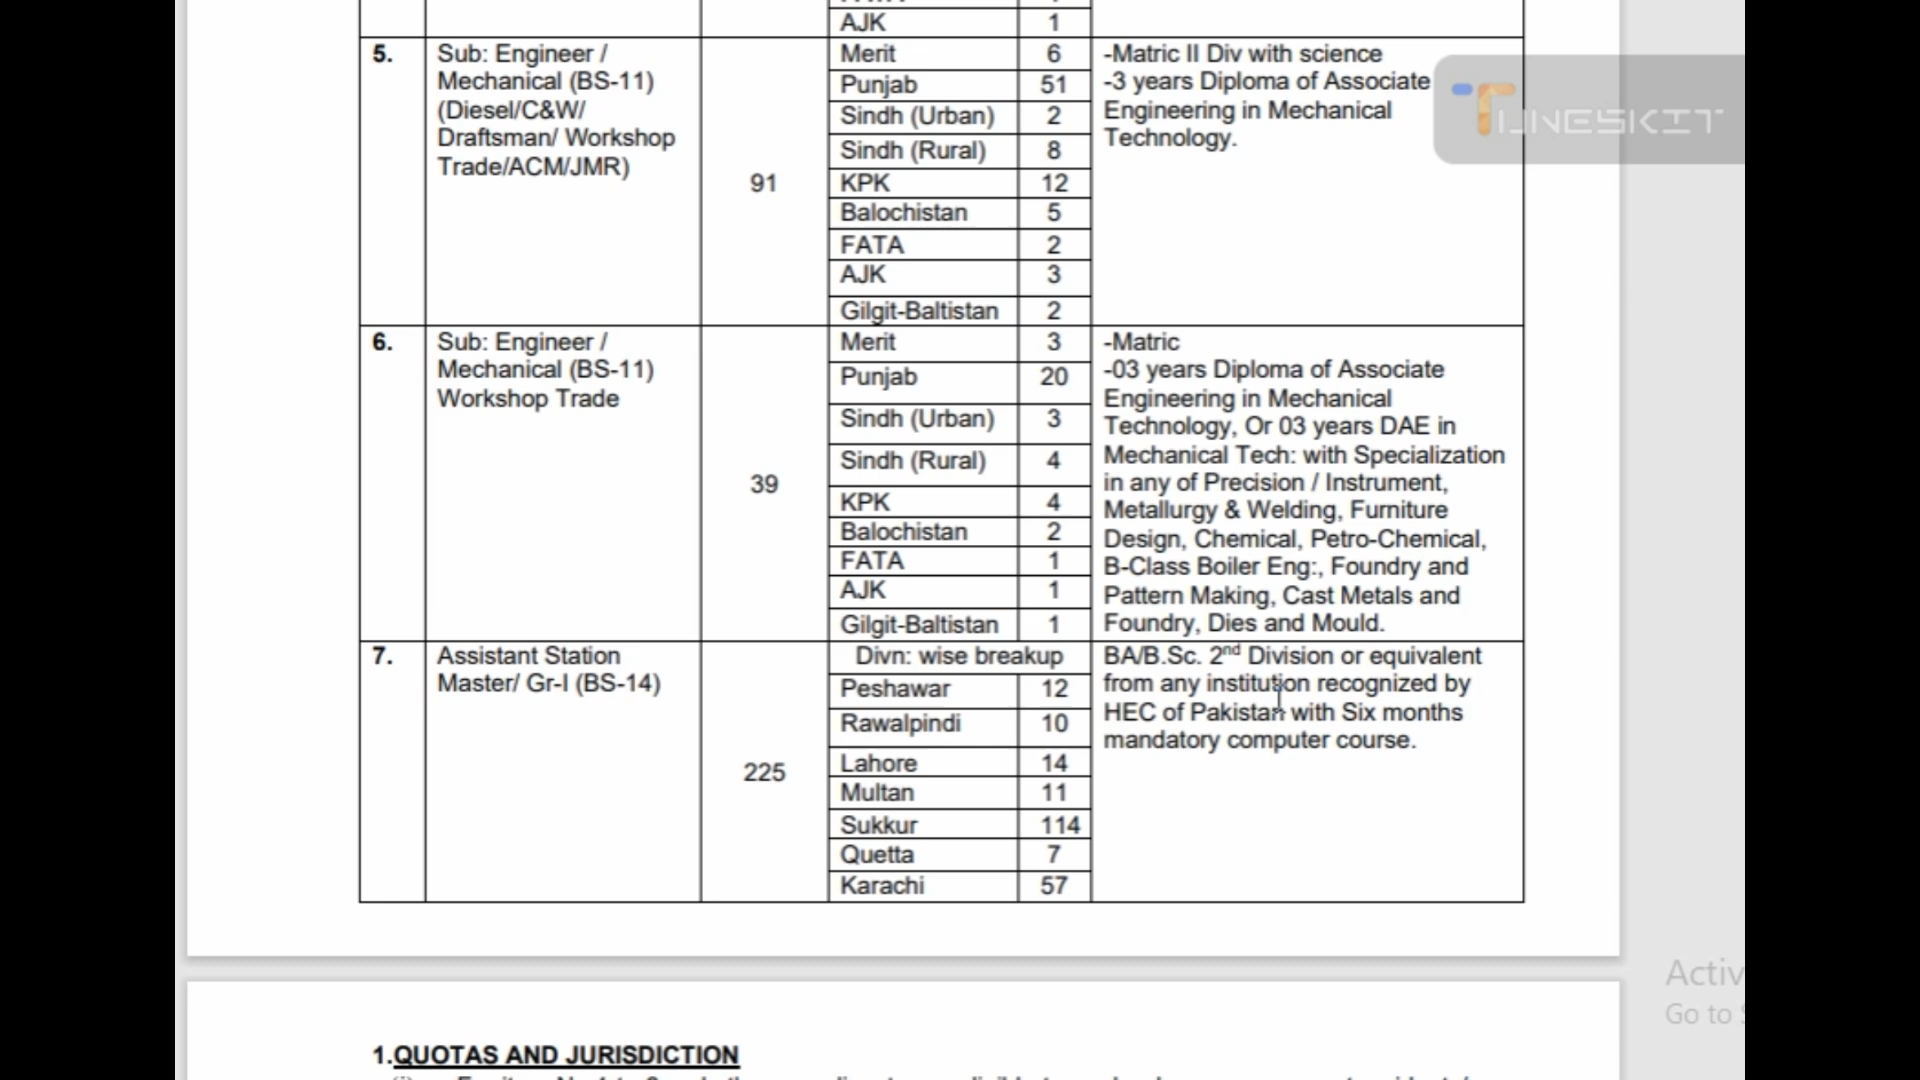 AJK 1
5. Sub: Engineer / Merit 6 -Matric II Div with science
Mechanical (BS-11) Punjab 51 -3 years Diploma of Associate
(Diesel/C&W/ Sindh (Urban) 2 Engineering in Mechanical
Draftsman/ Workshop Sindh (Rural) 8 Technology.
Trade/ACM/JMR)
91 KPK 12
Balochistan 5
FATA 2
AJK 3
Gilgit-Baltistan 2
TUNESKIT
6. Sub: Engineer / Merit 3 -Matric
Mechanical (BS-11) Punjab 20 -03 years Diploma of Associate
Workshop Trade Engineering in Mechanical
Sindh (Urban) 3 Technology, Or 03 years DAE in
Sindh (Rural) 4 Mechanical Tech: with Specialization
39 in any of Precision / Instrument,
KPK 4 Metallurgy & Welding, Furniture
Balochistan 2 Design, Chemical, Petro-Chemical,
FATA 1 B-Class Boiler Eng:, Foundry and
AJK 1 Pattern Making, Cast Metals and
Gilgit-Baltistan 1 Foundry, Dies and Mould.
7. Assistant Station Divn: wise breakup BA/B.Sc. 2nd Division or equivalent
Master/ Gr-I (BS-14) Peshawar 12 from any institution recognized by
Rawalpindi 10 HEC of Pakistan with Six months
mandatory computer course.
225 Lahore 14
Multan 11
Sukkur 114
Quetta 7
Karachi 57
Activ
Go to S
1.QUOTAS AND JURISDICTION